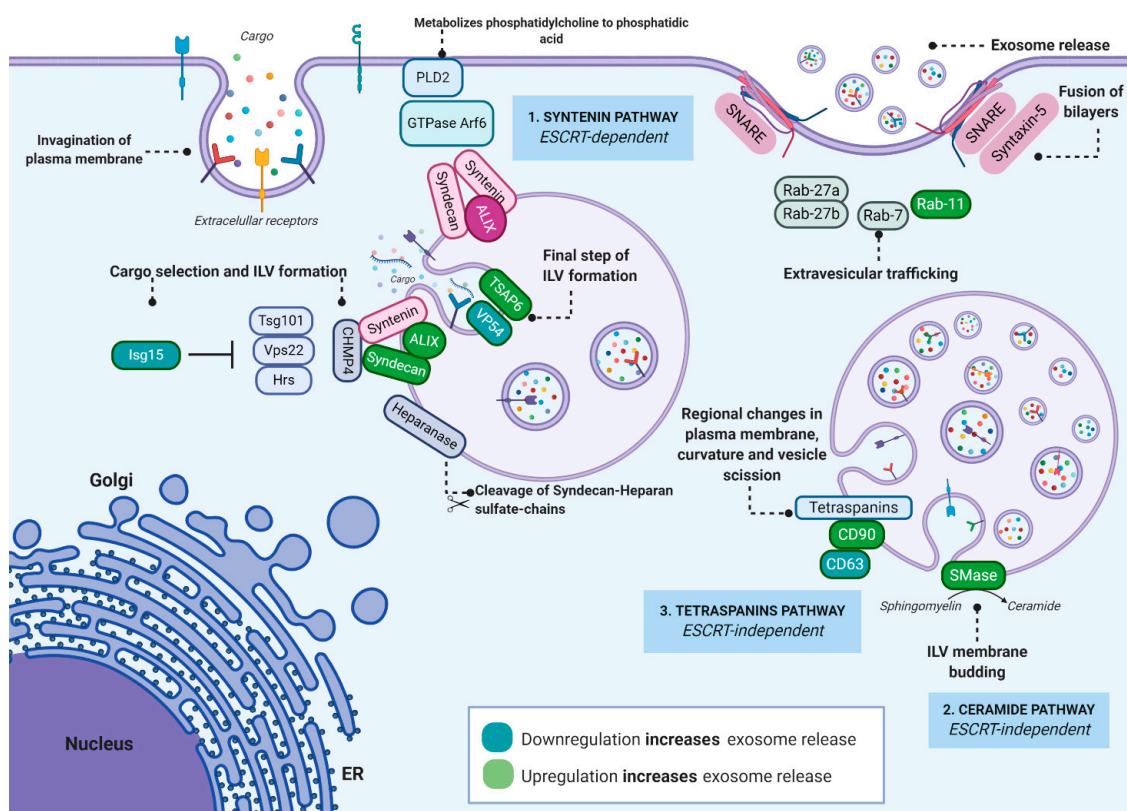 Metabolizes phosphatidylcholine to phosphatidic
acid
Cargo
PLD2
GTPase Arf6
1. SYNTENIN PATHWAY
ESCRT-dependent
Invagination of
plasma membrane
Extracelullar receptors
Exosome release
SNARE
SNARE
Syntaxin-5
Fusion of
bilayers
Rab-27a
Rab-27b
Rab-7
Rab-11
Extravesicular trafficking
Syndecan
Syntenin
ALIX
Cargo selection and ILV formation
Cargo
Final step of
ILV formation
TSAP6
VP54
Isg15
Tsg101
Vps22
Hrs
CHMP4
Syntenin
ALIX
Syndecan
Heparanase
Cleavage of Syndecan-Heparan
sulfate-chains
Regional changes in
plasma membrane,
curvature and vesicle
scission
Tetraspanins
CD90
CD63
SMase
Sphingomyelin
Ceramide
3. TETRASPANINS PATHWAY
ESCRT-independent
ILV membrane
budding
2. CERAMIDE PATHWAY
ESCRT-independent
Golgi
Nucleus
ER
Downregulation increases exosome release
Upregulation increases exosome release